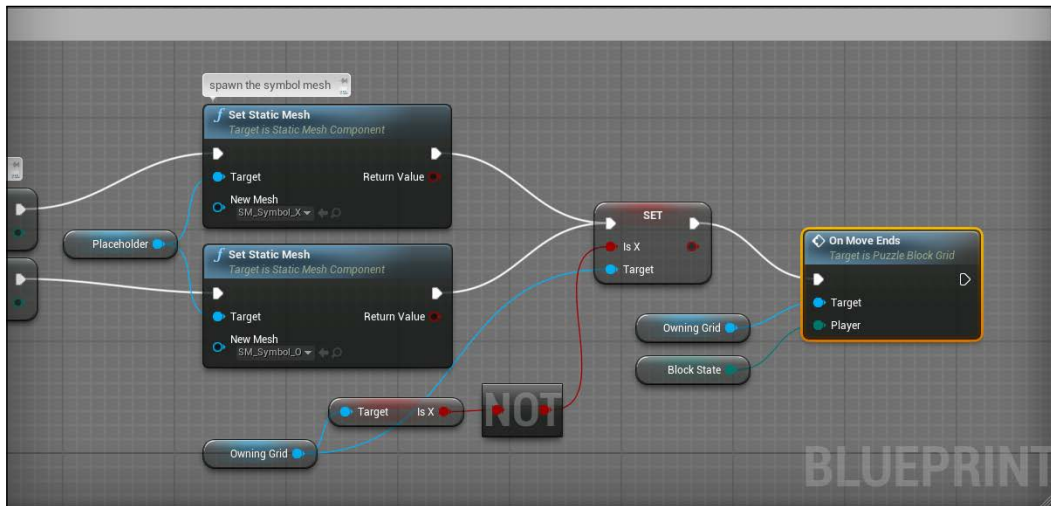 spawn the symbol mesh
Set Static Mesh
Target is Static Mesh Component
Target
Return Value
New Mesh
SM_Symbol_X
Placeholder
Set Static Mesh
Target is Static Mesh Component
Target
Return Value
New Mesh
SM_Symbol_O
SET
Is X
Target
On Move Ends
Target is Puzzle Block Grid
Target
Player
Owning Grid
Block State
Target
Is X
NOT
Owning Grid
BLUEPRINT